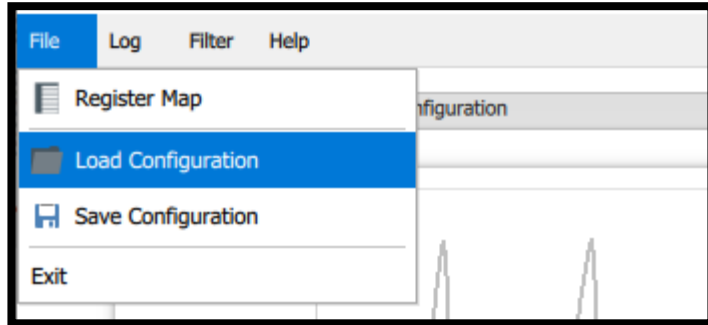 File Log Filter Help
Register Map
nfiguration
Load Configuration
Save Configuration
Exit